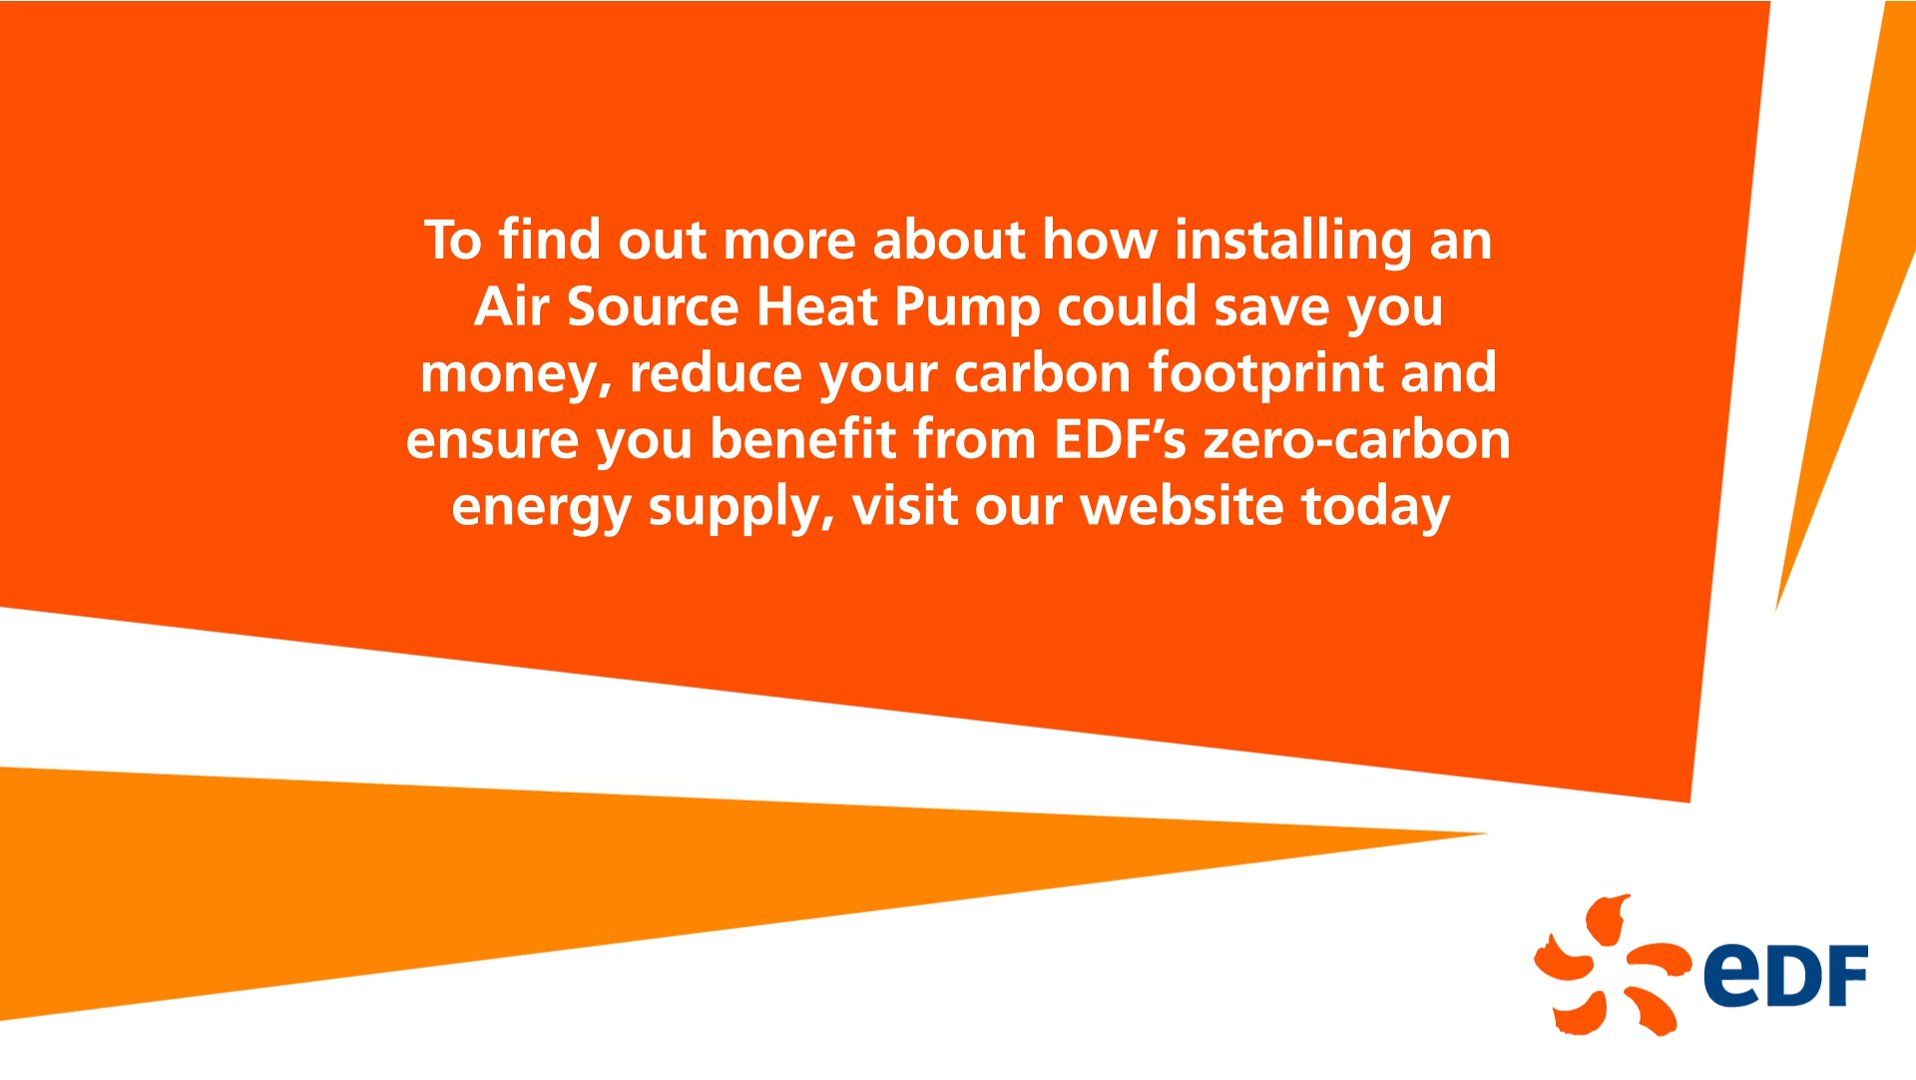 To find out more about how installing an
Air Source Heat Pump could save you
money, reduce your carbon footprint and
ensure you benefit from EDF’s zero-carbon
energy supply, visit our website today
eDF